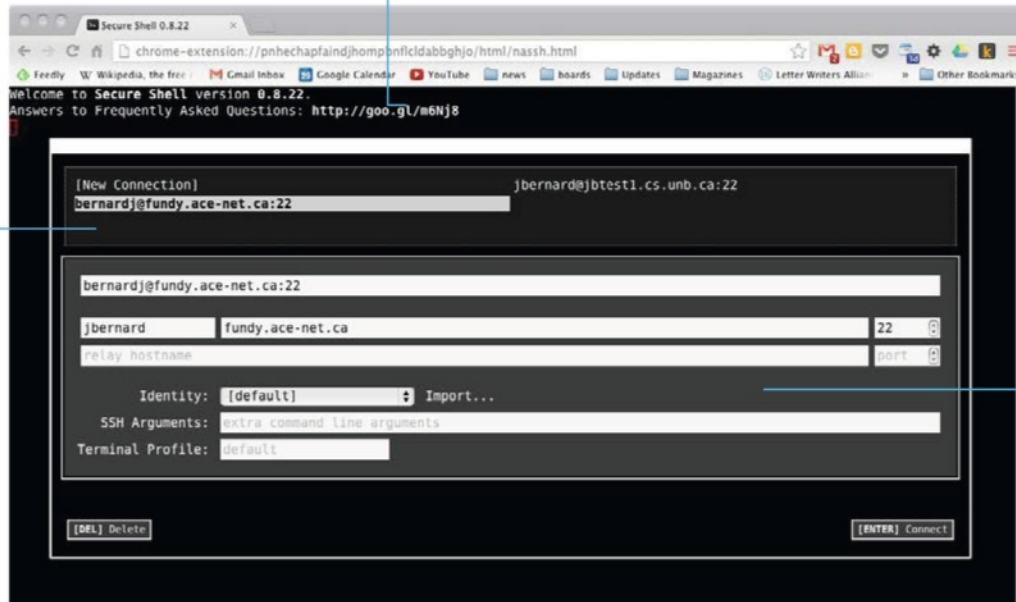 Secure Shell 0.8.22
chrome-extension://pnhechapfaindjhompbnflcldabbghjo/html/nassh.html
Feedly W Wikipedia, the free Gmail Inbox Google Calendar YouTube news boards Updates Magazines Letter Writers Allian » Other Bookmarks
Welcome to Secure Shell version 0.8.22.
Answers to Frequently Asked Questions: http://goo.gl/m6Nj8
[New Connection] jbernard@jbtest1.cs.unb.ca:22
bernardj@fundy.ace-net.ca:22
bernardj@fundy.ace-net.ca:22
jbernard fundy.ace-net.ca 22
relay hostname port
Identity: [default] Import...
SSH Arguments: extra command line arguments
Terminal Profile: default
[DEL] Delete [ENTER] Connect